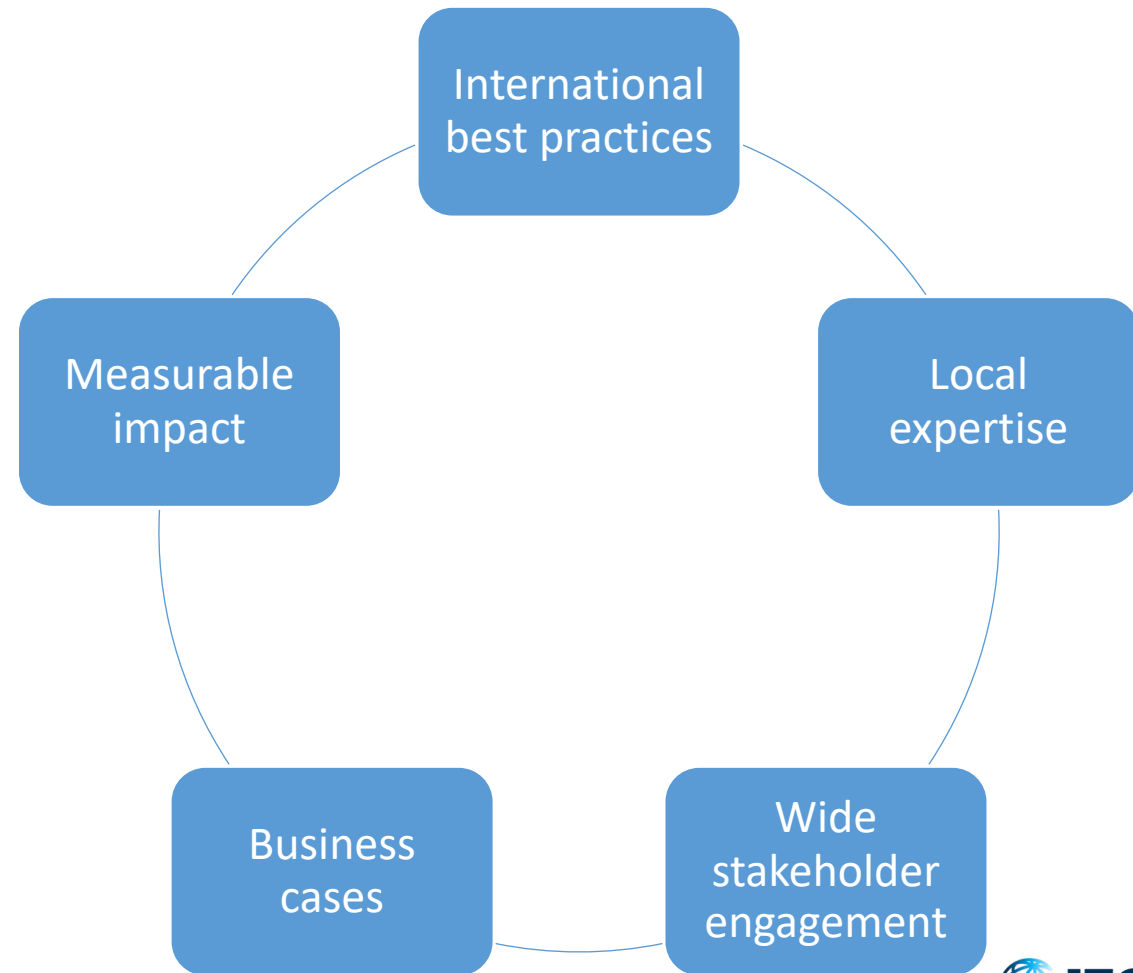 International
best practices
Measurable
impact
Local
expertise
Business
cases
Wide
stakeholder
engagement